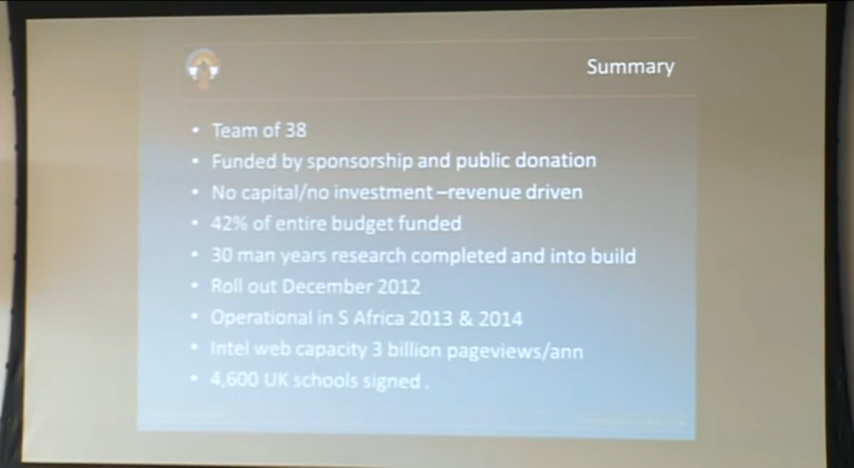 Summary
• Team of 38
• Funded by sponsorship and public donation
• No capital/no investment –revenue driven
• 42% of entire budget funded
• 30 man years research completed and into build
• Roll out December 2012
• Operational in S Africa 2013 & 2014
• Intel web capacity 3 billion pageviews/ann
• 4,600 UK schools signed .